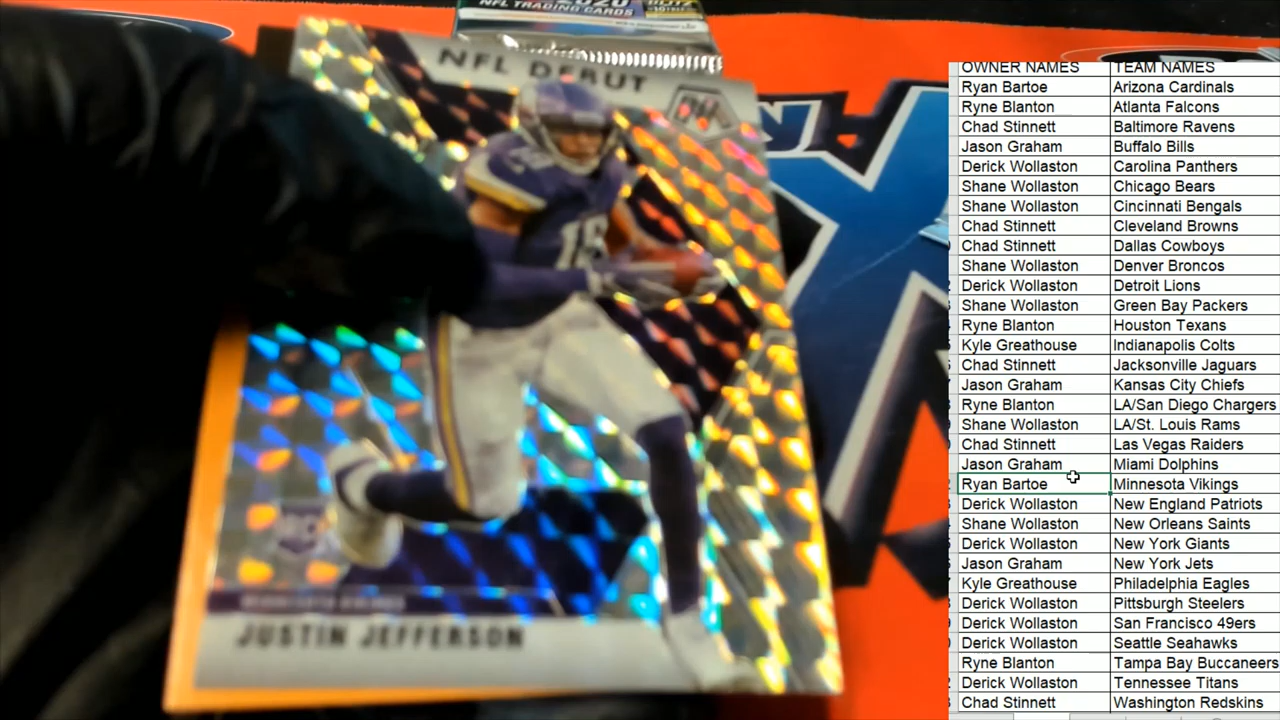 2020
NFL TRADING CARDS
NFL DEBUT
18
JUSTIN JEFFERSON
OWNER NAMES TEAM NAMES
Ryan Bartoe Arizona Cardinals
Ryne Blanton Atlanta Falcons
Chad Stinnett Baltimore Ravens
Jason Graham Buffalo Bills
Derick Wollaston Carolina Panthers
Shane Wollaston Chicago Bears
Shane Wollaston Cincinnati Bengals
Chad Stinnett Cleveland Browns
Chad Stinnett Dallas Cowboys
Shane Wollaston Denver Broncos
Derick Wollaston Detroit Lions
Shane Wollaston Green Bay Packers
Ryne Blanton Houston Texans
Kyle Greathouse Indianapolis Colts
Chad Stinnett Jacksonville Jaguars
Jason Graham Kansas City Chiefs
Ryne Blanton LA/San Diego Chargers
Shane Wollaston LA/St. Louis Rams
Chad Stinnett Las Vegas Raiders
Jason Graham Miami Dolphins
Ryan Bartoe Minnesota Vikings
Derick Wollaston New England Patriots
Shane Wollaston New Orleans Saints
Derick Wollaston New York Giants
Jason Graham New York Jets
Kyle Greathouse Philadelphia Eagles
Derick Wollaston Pittsburgh Steelers
Derick Wollaston San Francisco 49ers
Derick Wollaston Seattle Seahawks
Ryne Blanton Tampa Bay Buccaneers
Derick Wollaston Tennessee Titans
Chad Stinnett Washington Redskins